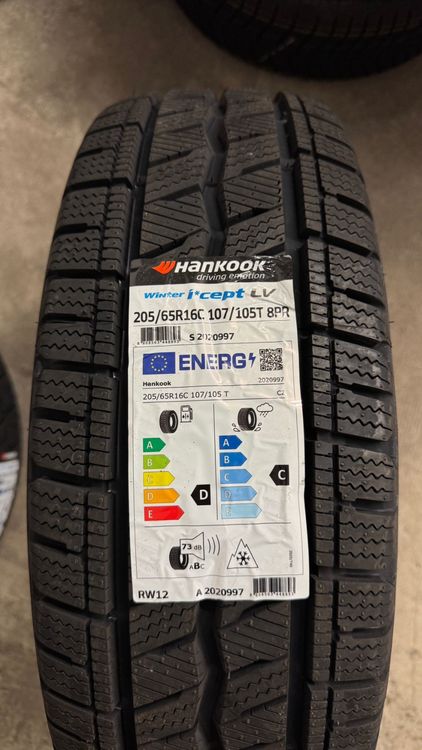 HANKOOK
driving emotion
Winter i*cept LV
205/65R16C 107/105T 8PR
S 2020997
ENERG
Hankook 2020997
205/65R16C 107/105 T C2
A A
B B
C C C
D D D
E E
73 dB
ABC
RW12 A 2020997